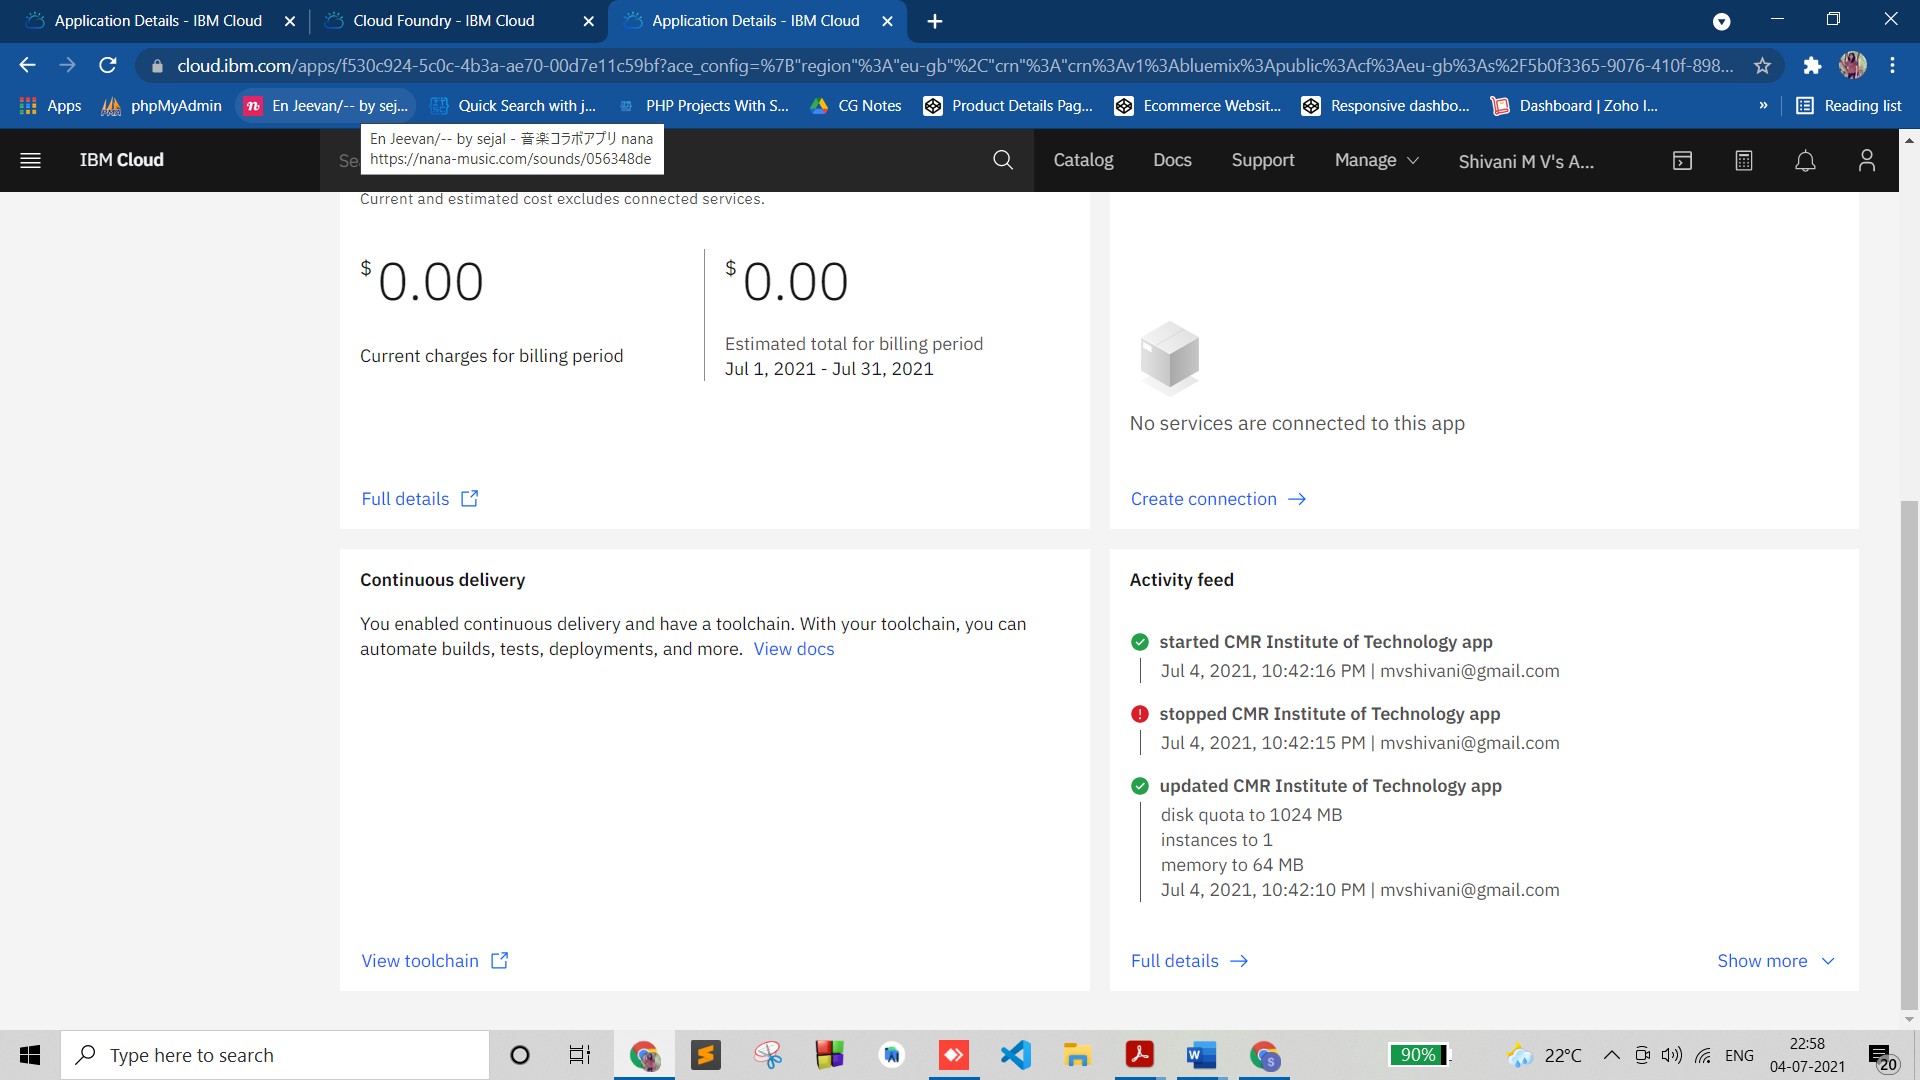 Application Details - IBM Cloud
Cloud Foundry - IBM Cloud
Application Details - IBM Cloud
cloud.ibm.com/apps/f530c924-5c0c-4b3a-ae70-00d7e11c59bf?ace_config=%7B"region"%3A"eu-gb"%2C"crn"%3A"crn%3Av1%3Abluemix%3Apublic%3Acf%3Aeu-gb%3As%2F5b0f3365-9076-410f-898...
Apps
phpMyAdmin
En Jeevan/-- by sej...
Quick Search with j...
PHP Projects With S...
CG Notes
Product Details Pag...
Ecommerce Websit...
Responsive dashbo...
Dashboard | Zoho I...
»
Reading list
En Jeevan/-- by sejal - 音楽コラボアプリ nana
https://nana-music.com/sounds/056348de
IBM Cloud
Se
Catalog
Docs
Support
Manage
Shivani M V's A...
Current and estimated cost excludes connected services.
$ 0.00
Current charges for billing period
$ 0.00
Estimated total for billing period
Jul 1, 2021 - Jul 31, 2021
Full details
No services are connected to this app
Create connection
Continuous delivery
You enabled continuous delivery and have a toolchain. With your toolchain, you can
automate builds, tests, deployments, and more. View docs
View toolchain
Activity feed
started CMR Institute of Technology app
Jul 4, 2021, 10:42:16 PM | mvshivani@gmail.com
stopped CMR Institute of Technology app
Jul 4, 2021, 10:42:15 PM | mvshivani@gmail.com
updated CMR Institute of Technology app
disk quota to 1024 MB
instances to 1
memory to 64 MB
Jul 4, 2021, 10:42:10 PM | mvshivani@gmail.com
Full details
Show more
Type here to search
90%
22°C
ENG
22:58
04-07-2021
20